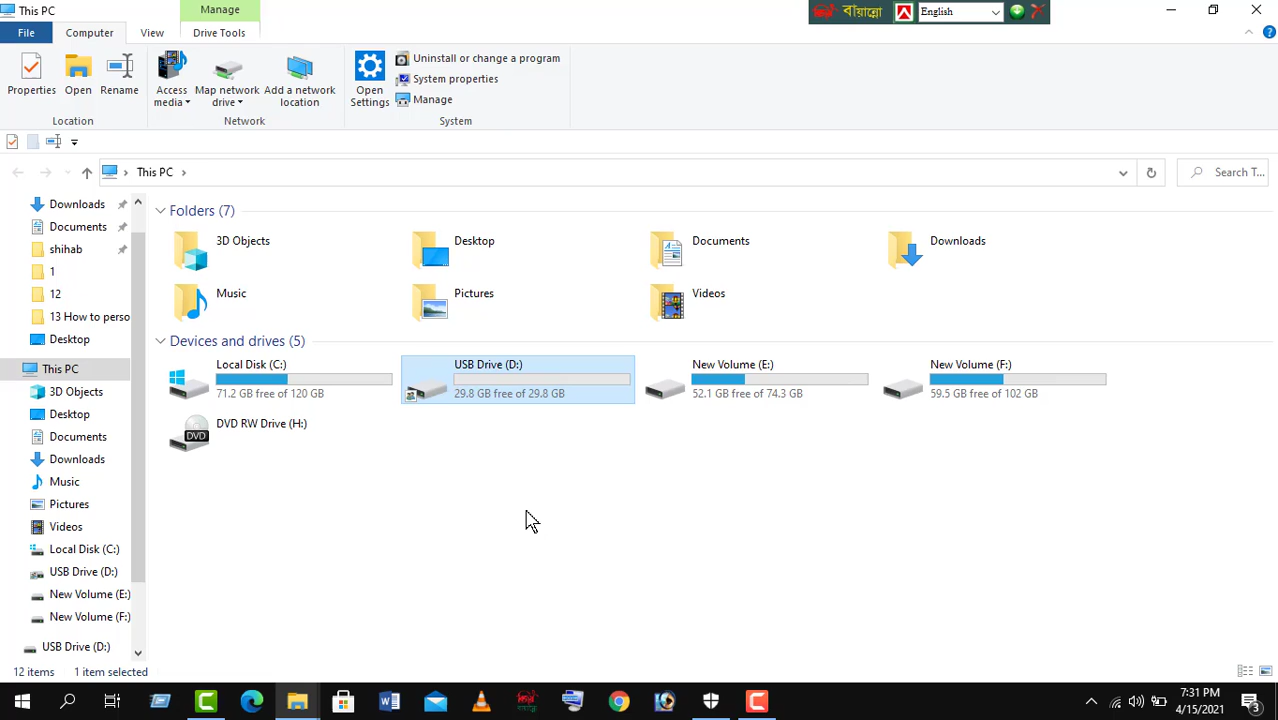 This PC
Manage
বায়ান্নো
English
File
Computer
View
Drive Tools
Properties
Open
Rename
Access media
Map network drive
Add a network location
Open Settings
Uninstall or change a program
System properties
Manage
Location
Network
System
This PC
Search T...
Downloads
Documents
shihab
1
12
13 How to perso
Desktop
This PC
3D Objects
Desktop
Documents
Downloads
Music
Pictures
Videos
Local Disk (C:)
USB Drive (D:)
New Volume (E:)
New Volume (F:)
USB Drive (D:)
Folders (7)
3D Objects
Desktop
Documents
Downloads
Music
Pictures
Videos
Devices and drives (5)
Local Disk (C:)
71.2 GB free of 120 GB
USB Drive (D:)
29.8 GB free of 29.8 GB
New Volume (E:)
52.1 GB free of 74.3 GB
New Volume (F:)
59.5 GB free of 102 GB
DVD RW Drive (H:)
DVD
12 items
1 item selected
7:31 PM
4/15/2021
3